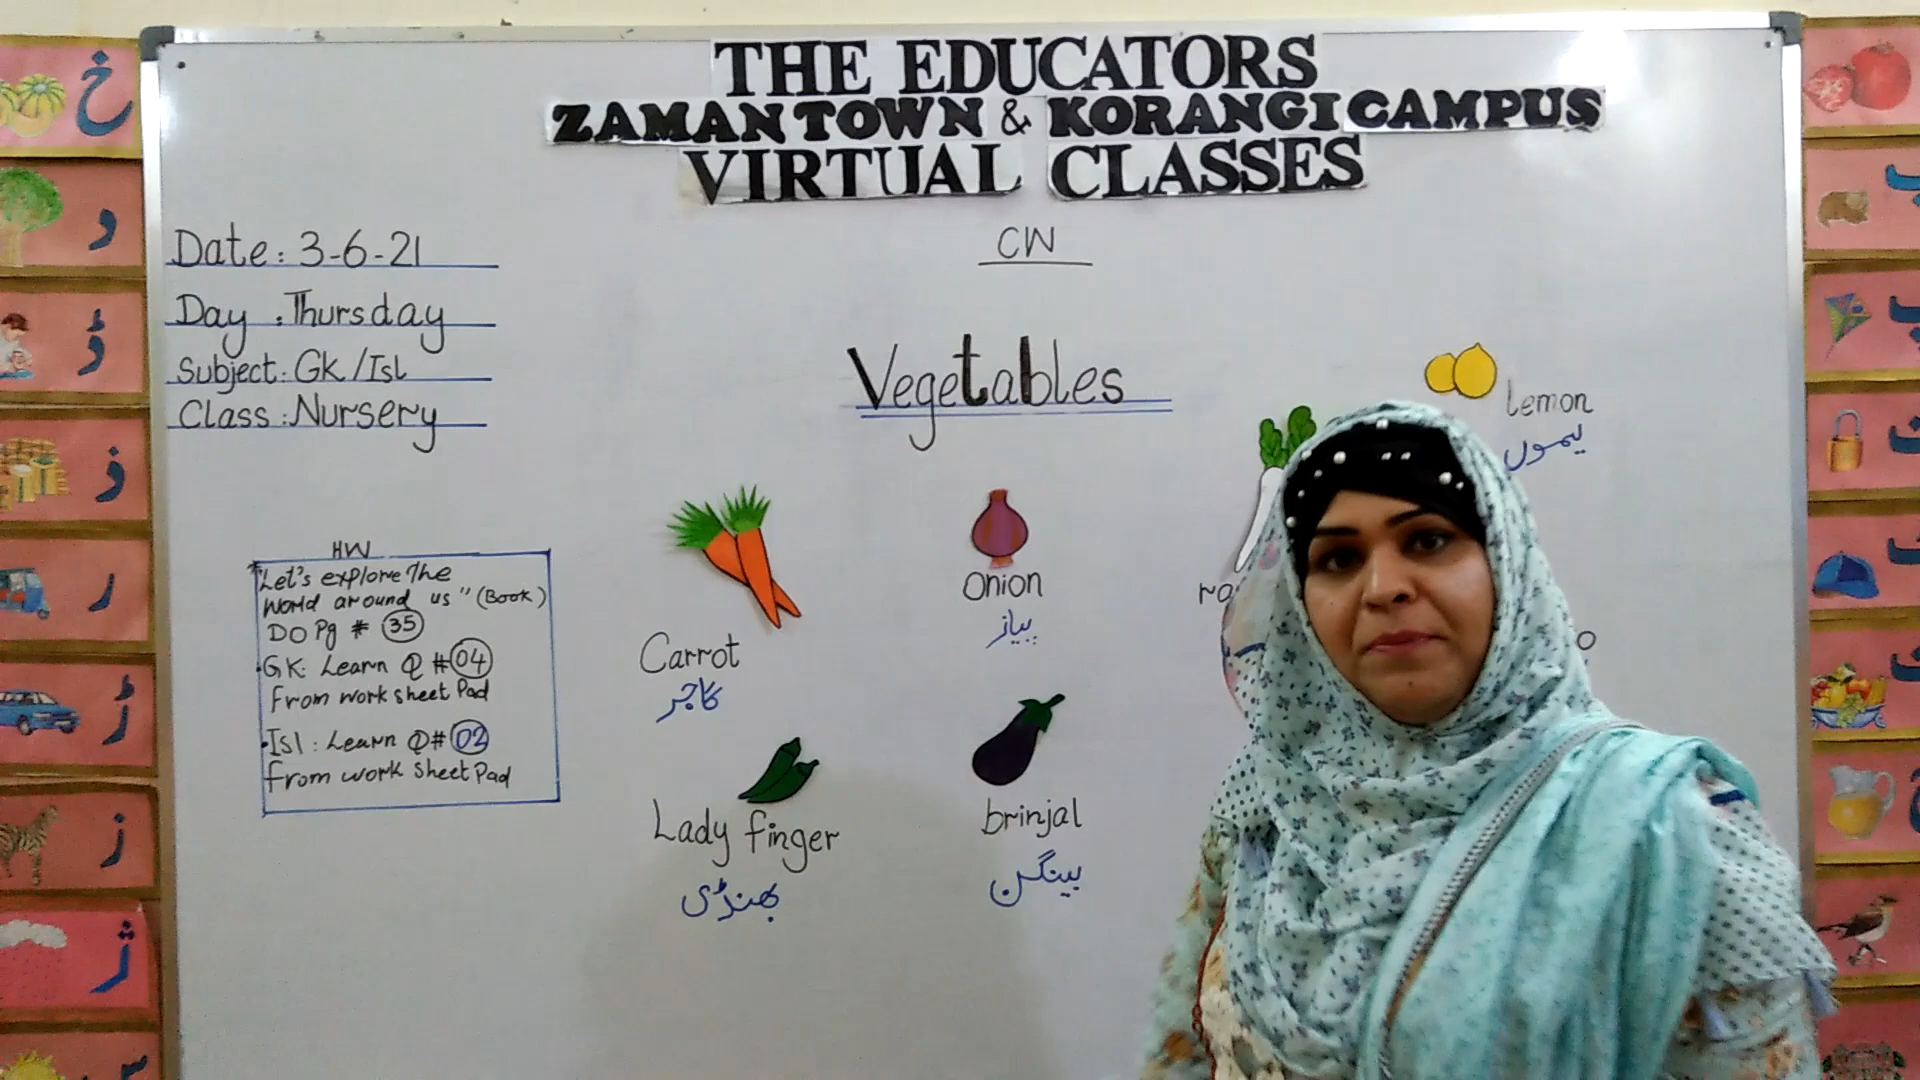 THE EDUCATORS
ZAMAN TOWN & KORANGI CAMPUS
VIRTUAL CLASSES
Date: 3-6-21
Day : Thursday
Subject: GK/Isl
Class: Nursery
CW
Vegetables
HW
"Let's explore The
World around us" (Book)
DO Pg # 35
GK: Learn Q #04
From work sheet Pad
Isl: Learn Q# 02
from work Sheet Pad
Carrot
گاجر
Onion
پیاز
Lemon
لیموں
Lady finger
بھنڈی
brinjal
بینگن
خ
د
ڈ
ذ
ر
ڑ
ز
ژ
س